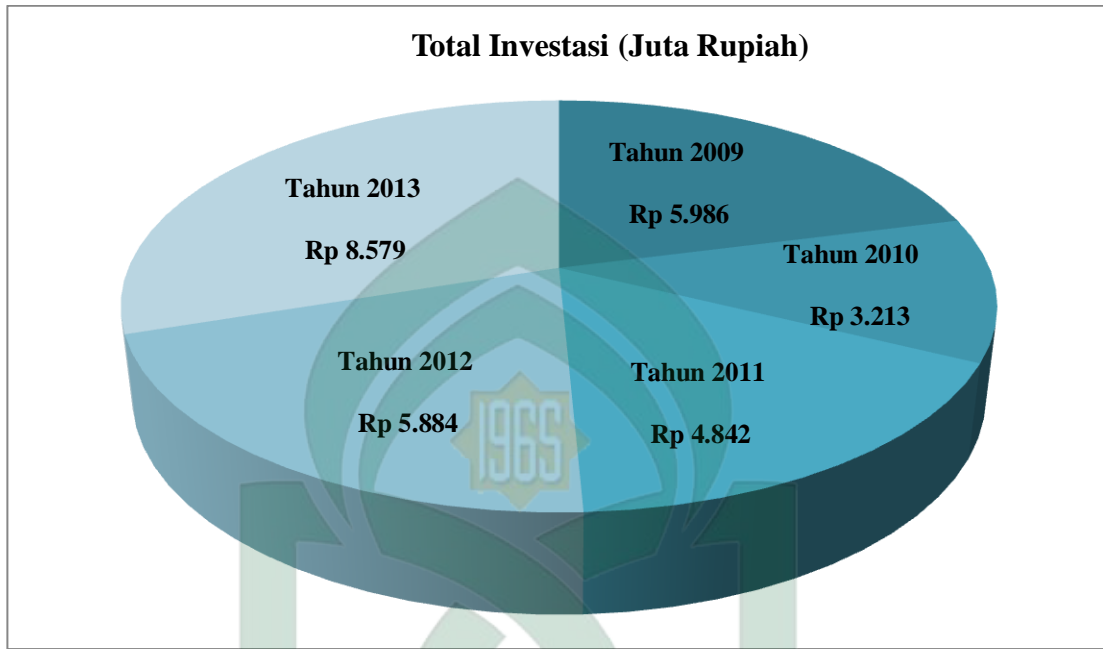 Total Investasi (Juta Rupiah)
Tahun 2009
Rp 5.986
Tahun 2010
Rp 3.213
Tahun 2011
Rp 4.842
Tahun 2012
Rp 5.884
Tahun 2013
Rp 8.579
1965